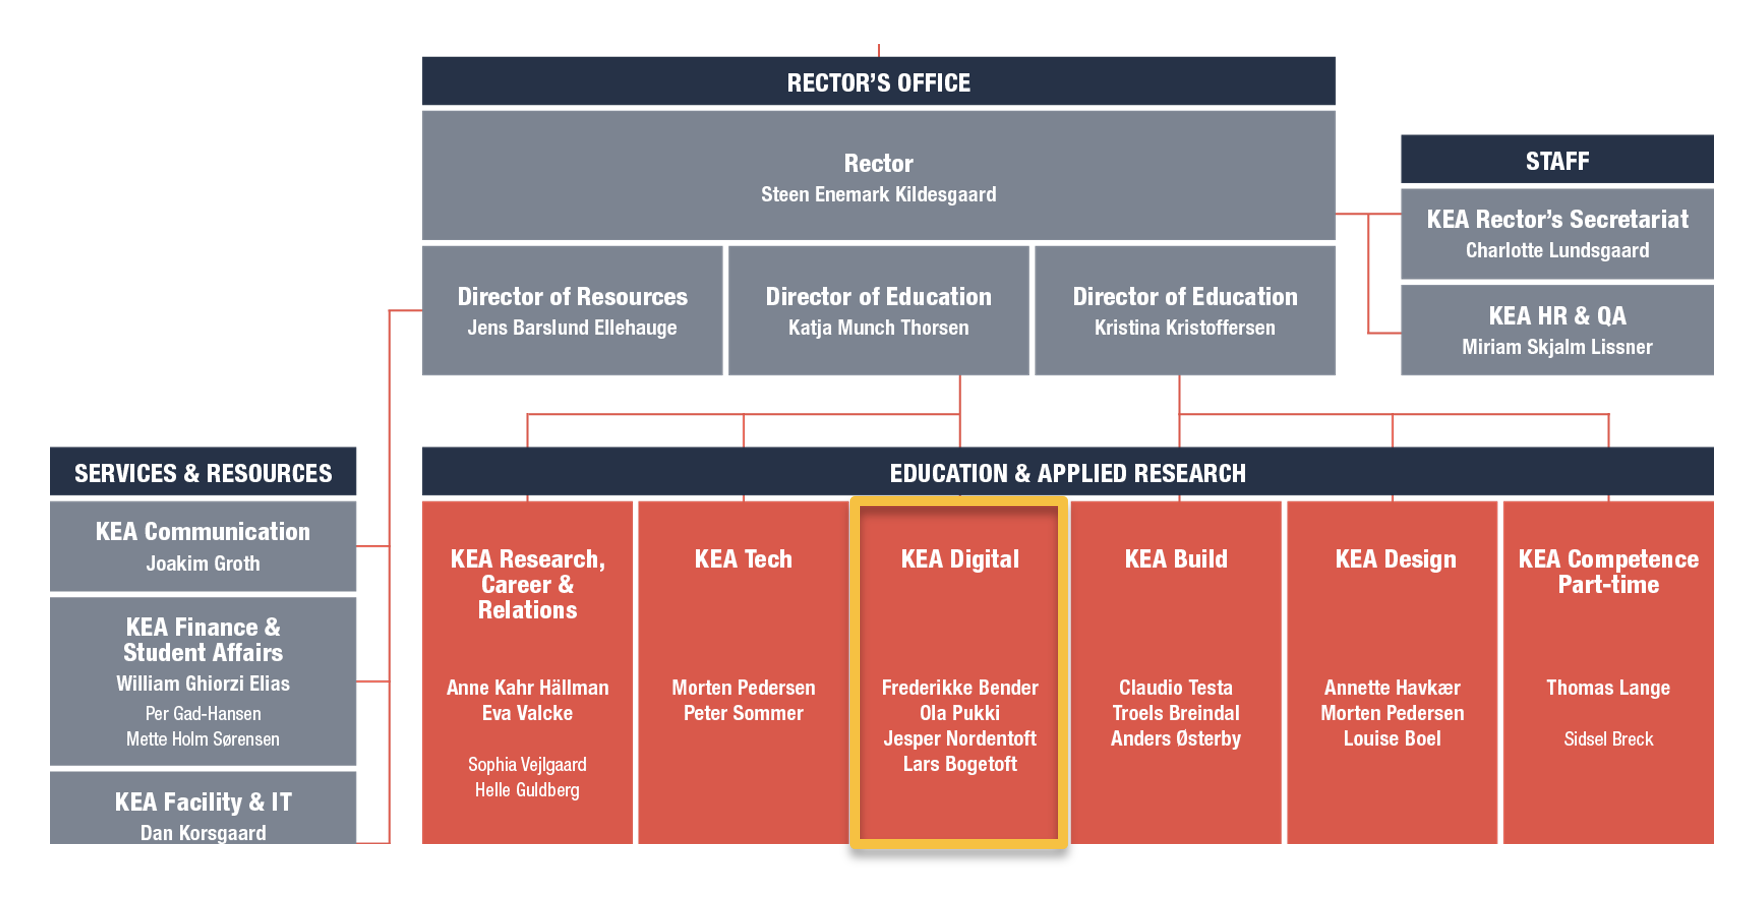 RECTOR’S OFFICE
Rector
Steen Enemark Kildesgaard
Director of Resources
Jens Barslund Ellehauge
Director of Education
Katja Munch Thorsen
Director of Education
Kristina Kristoffersen
STAFF
KEA Rector’s Secretariat
Charlotte Lundsgaard
KEA HR & QA
Miriam Skjalm Lissner
SERVICES & RESOURCES
KEA Communication
Joakim Groth
KEA Finance &
Student Affairs
William Ghiorzi Elias
Per Gad-Hansen
Mette Holm Sørensen
KEA Facility & IT
Dan Korsgaard
EDUCATION & APPLIED RESEARCH
KEA Research,
Career &
Relations
Anne Kahr Hällman
Eva Valcke
Sophia Vejlgaard
Helle Guldberg
KEA Tech
Morten Pedersen
Peter Sommer
KEA Digital
Frederikke Bender
Ola Pukki
Jesper Nordentoft
Lars Bogetoft
KEA Build
Claudio Testa
Troels Breindal
Anders Østerby
KEA Design
Annette Havkær
Morten Pedersen
Louise Boel
KEA Competence
Part-time
Thomas Lange
Sidsel Breck